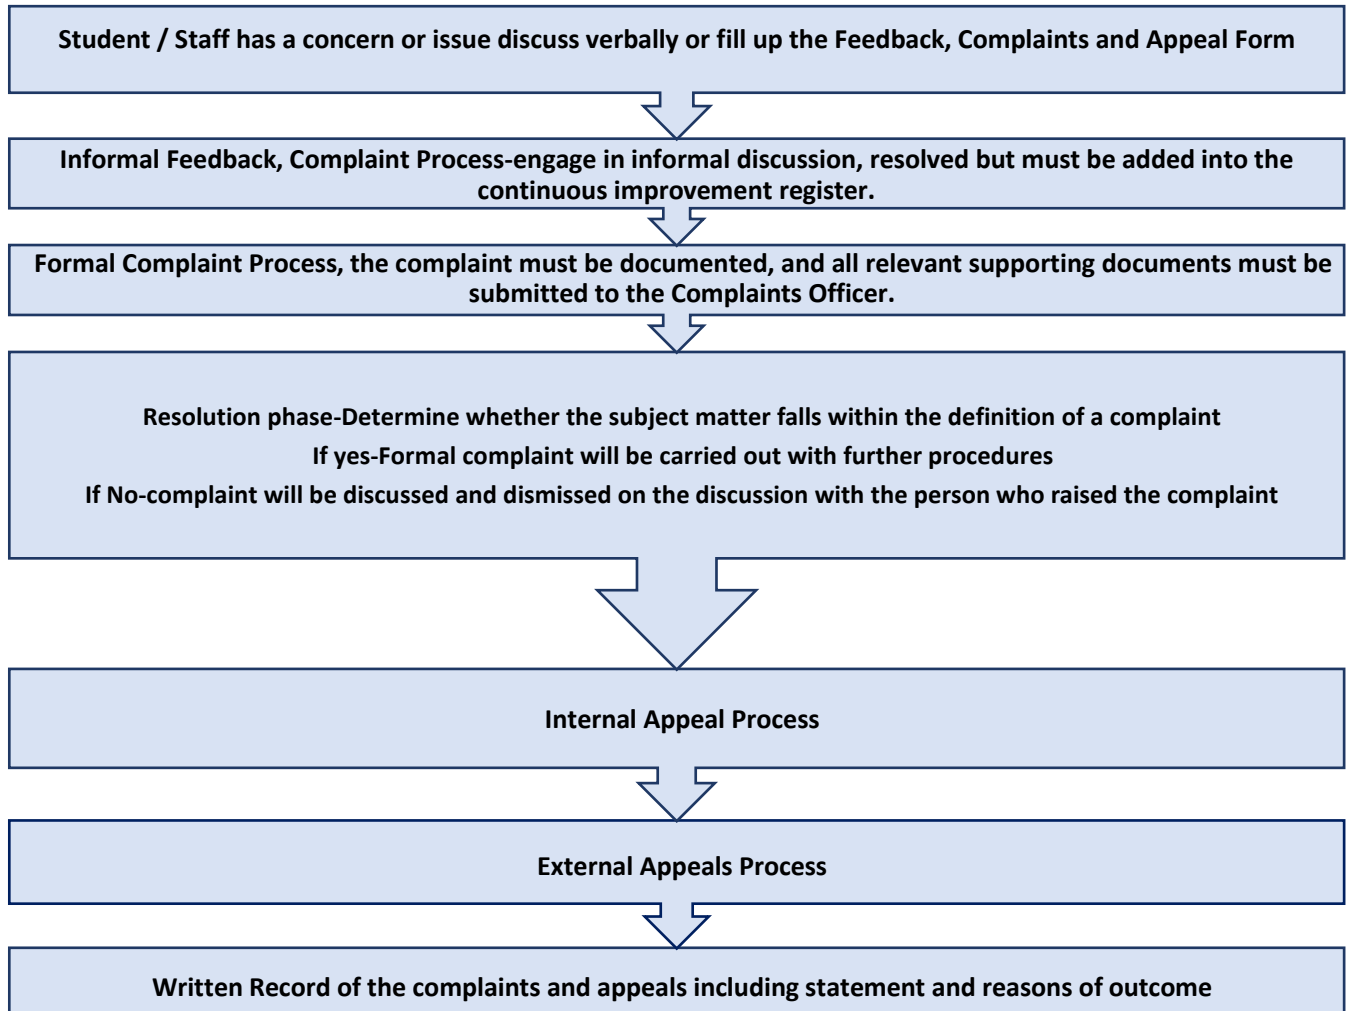 Student / Staff has a concern or issue discuss verbally or fill up the Feedback, Complaints and Appeal Form
Informal Feedback, Complaint Process-engage in informal discussion, resolved but must be added into the
continuous improvement register.
Formal Complaint Process, the complaint must be documented, and all relevant supporting documents must be
submitted to the Complaints Officer.
Resolution phase-Determine whether the subject matter falls within the definition of a complaint
If yes-Formal complaint will be carried out with further procedures
If No-complaint will be discussed and dismissed on the discussion with the person who raised the complaint
Internal Appeal Process
External Appeals Process
Written Record of the complaints and appeals including statement and reasons of outcome